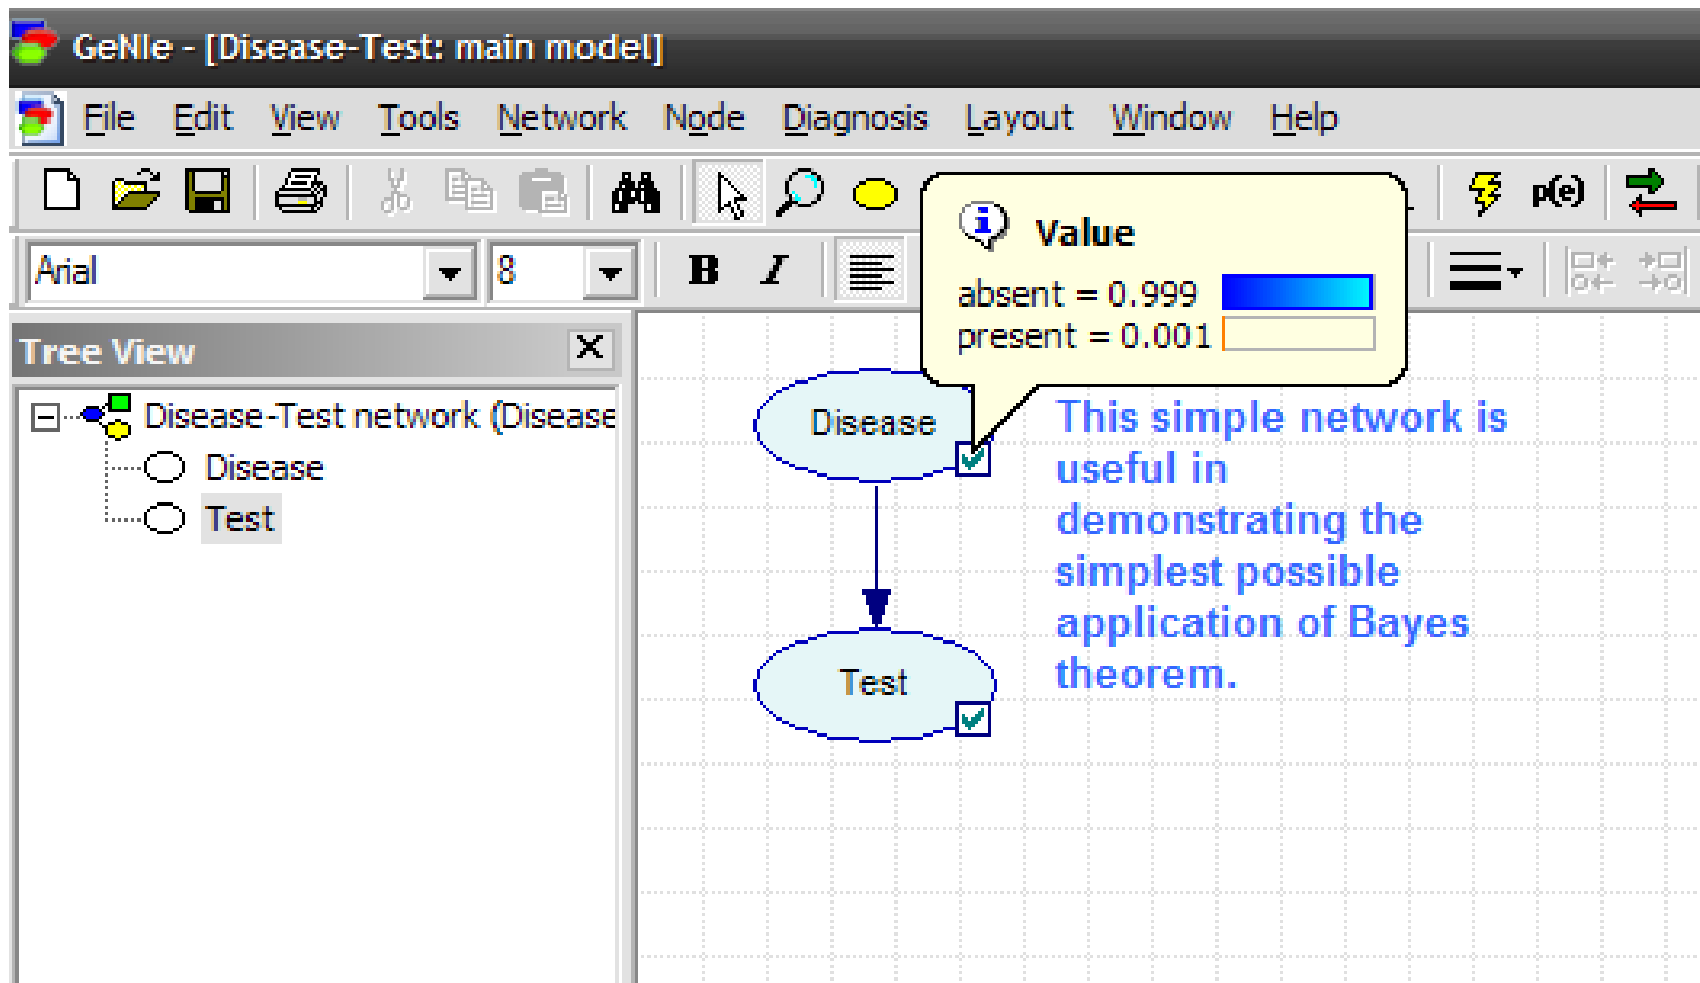 GeNIe - [Disease-Test: main model]
File Edit View Tools Network Node Diagnosis Layout Window Help
p(e)
Arial 8 B I
Value
absent = 0.999
present = 0.001
Tree View
Disease-Test network (Disease
Disease
Test
Disease
Test
This simple network is
useful in
demonstrating the
simplest possible
application of Bayes
theorem.